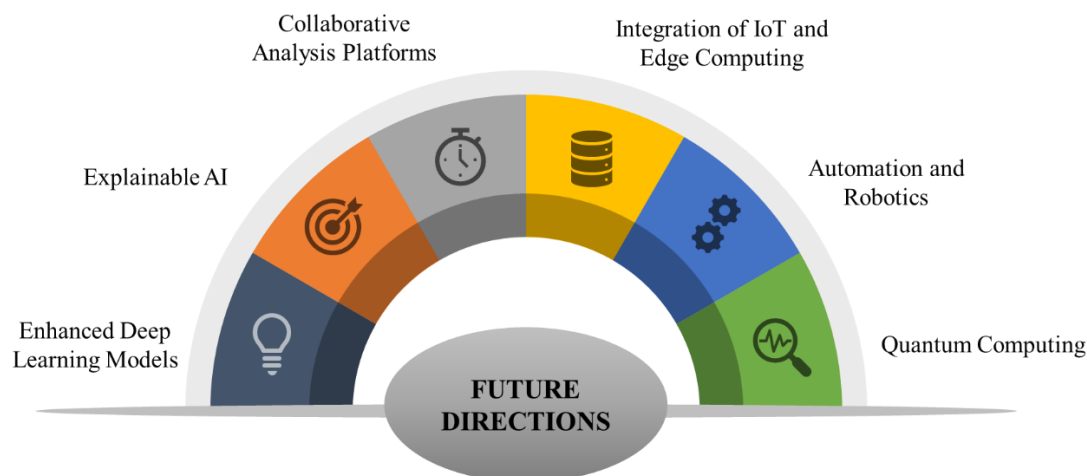 Collaborative
Analysis Platforms
Integration of IoT and
Edge Computing
Explainable AI
Automation and
Robotics
Enhanced Deep
Learning Models
Quantum Computing
FUTURE
DIRECTIONS